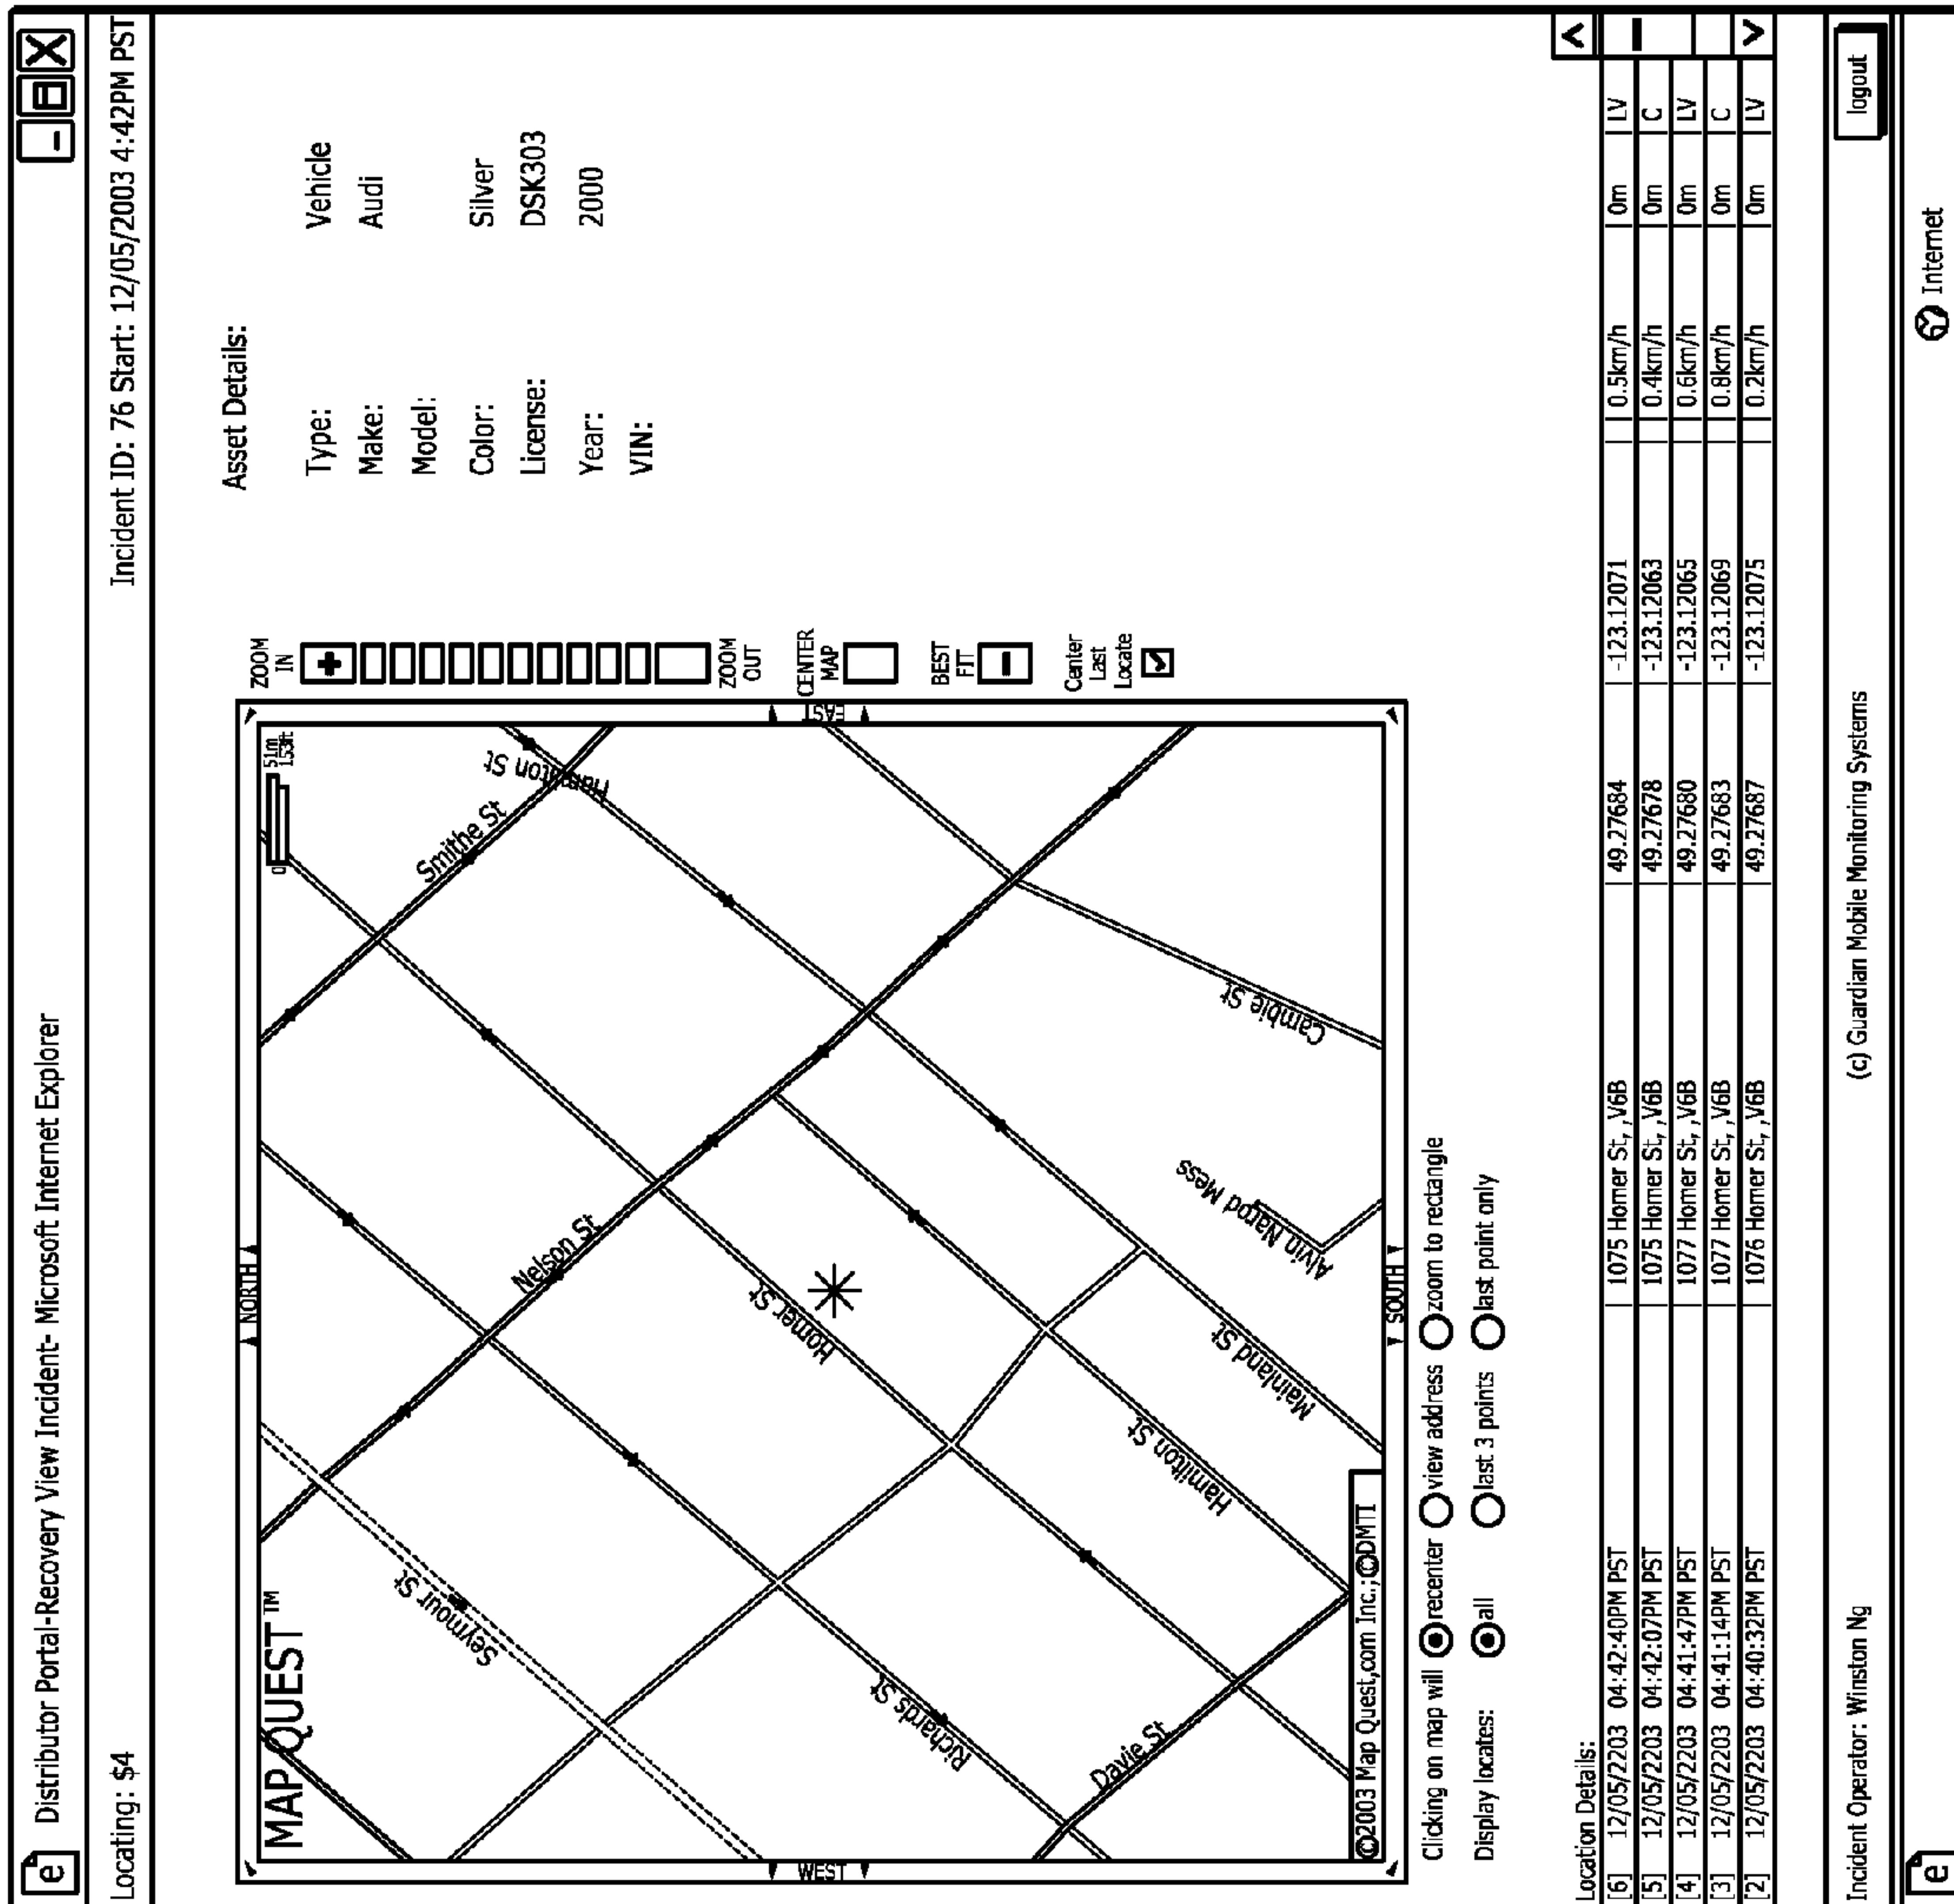 Distributor Portal-Recovery View Incident- Microsoft Internet Explorer
Locating: $4 Incident ID: 76 Start: 12/05/2003 4:42PM PST
MAP QUEST™
NORTH
WEST
EAST
SOUTH
0
51m
153ft
Seymour St
Nelson St
Smithe St
Hamilton St
Homer St
Richards St
Davie St
Hamilton St
Mainland St
Alvin Narod Mess
Cambie St
©2003 Map Quest,com Inc.;©DMTI
ZOOM
IN
+
ZOOM
OUT
CENTER
MAP
BEST
FIT
Center
Last
Locate
Asset Details:
Type: Vehicle
Make: Audi
Model:
Color: Silver
License: DSK303
Year: 2000
VIN:
Clicking on map will recenter view address zoom to rectangle
Display locates: all last 3 points last point only
Location Details:
[6] 12/05/2203 04:42:40PM PST 1075 Homer St, ,V6B 49.27684 -123.12071 0.5km/h 0m LV
[5] 12/05/2203 04:42:07PM PST 1075 Homer St, ,V6B 49.27678 -123.12063 0.4km/h 0m C
[4] 12/05/2203 04:41:47PM PST 1077 Homer St, ,V6B 49.27680 -123.12065 0.6km/h 0m LV
[3] 12/05/2203 04:41:14PM PST 1077 Homer St, ,V6B 49.27683 -123.12069 0.8km/h 0m C
[2] 12/05/2203 04:40:32PM PST 1076 Homer St, ,V6B 49.27687 -123.12075 0.2km/h 0m LV
Incident Operator: Winston Ng (c) Guardian Mobile Monitoring Systems logout
Internet